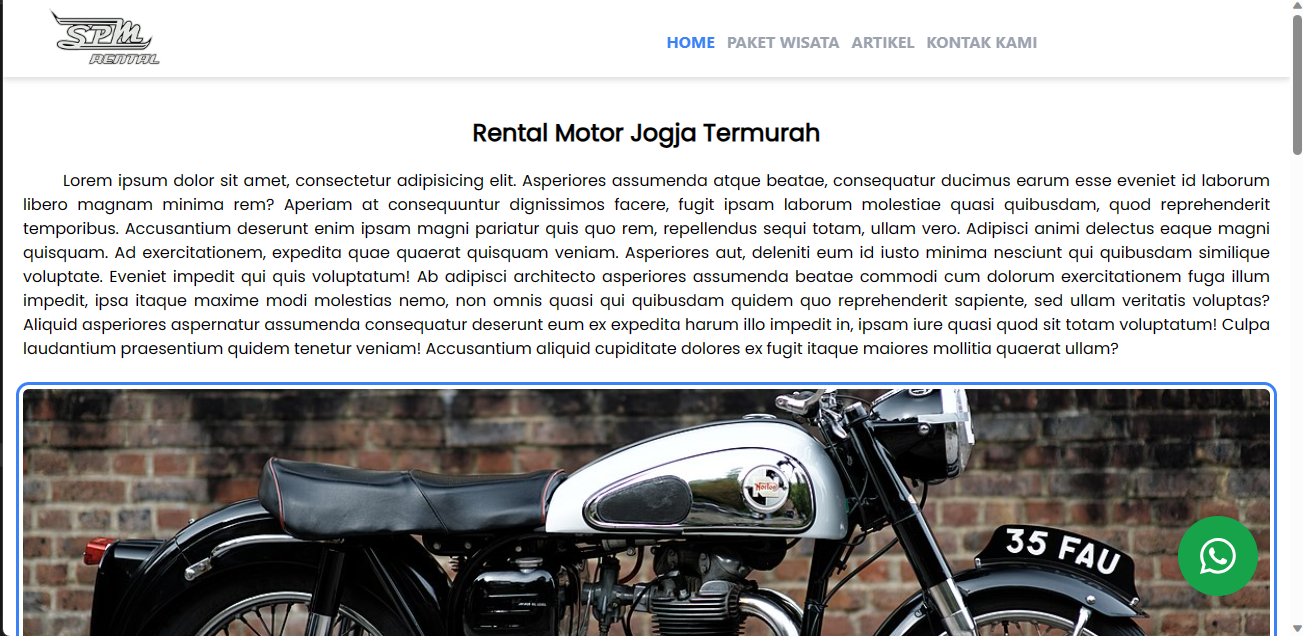 SPM
RENTAL
HOME PAKET WISATA ARTIKEL KONTAK KAMI
Rental Motor Jogja Termurah
Lorem ipsum dolor sit amet, consectetur adipisicing elit. Asperiores assumenda atque beatae, consequatur ducimus earum esse eveniet id laborum
libero magnam minima rem? Aperiam at consequuntur dignissimos facere, fugit ipsam laborum molestiae quasi quibusdam, quod reprehenderit
temporibus. Accusantium deserunt enim ipsam magni pariatur quis quo rem, repellendus sequi totam, ullam vero. Adipisci animi delectus eaque magni
quisquam. Ad exercitationem, expedita quae quaerat quisquam veniam. Asperiores aut, deleniti eum id iusto minima nesciunt qui quibusdam similique
voluptate. Eveniet impedit qui quis voluptatum! Ab adipisci architecto asperiores assumenda beatae commodi cum dolorum exercitationem fuga illum
impedit, ipsa itaque maxime modi molestias nemo, non omnis quasi qui quibusdam quidem quo reprehenderit sapiente, sed ullam veritatis voluptas?
Aliquid asperiores aspernatur assumenda consequatur deserunt eum ex expedita harum illo impedit in, ipsam iure quasi quod sit totam voluptatum! Culpa
laudantium praesentium quidem tenetur veniam! Accusantium aliquid cupiditate dolores ex fugit itaque maiores mollitia quaerat ullam?
Norton
35 FAU